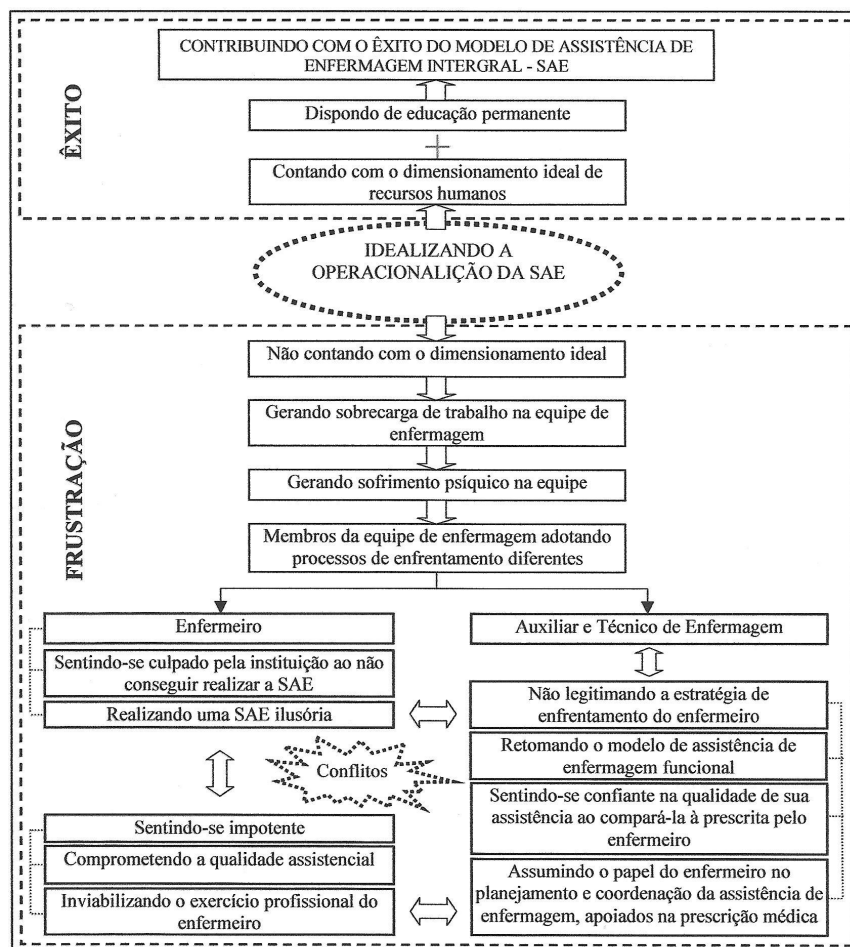 CONTRIBUINDO COM O ÊXITO DO MODELO DE ASSISTÊNCIA DE
ENFERMAGEM INTERGRAL - SAE
Dispondo de educação permanente
+
Contando com o dimensionamento ideal de
recursos humanos
ÊXITO
IDEALIZANDO A
OPERACIONALIÇÃO DA SAE
FRUSTRAÇÃO
Não contando com o dimensionamento ideal
Gerando sobrecarga de trabalho na equipe de
enfermagem
Gerando sofrimento psíquico na equipe
Membros da equipe de enfermagem adotando
processos de enfrentamento diferentes
Enfermeiro
Sentindo-se culpado pela instituição ao não
conseguir realizar a SAE
Realizando uma SAE ilusória
Auxiliar e Técnico de Enfermagem
Não legitimando a estratégia de
enfrentamento do enfermeiro
Retomando o modelo de assistência de
enfermagem funcional
Sentindo-se confiante na qualidade de sua
assistência ao compará-la à prescrita pelo
enfermeiro
Assumindo o papel do enfermeiro no
planejamento e coordenação da assistência de
enfermagem, apoiados na prescrição médica
Conflitos
Sentindo-se impotente
Comprometendo a qualidade assistencial
Inviabilizando o exercício profissional do
enfermeiro